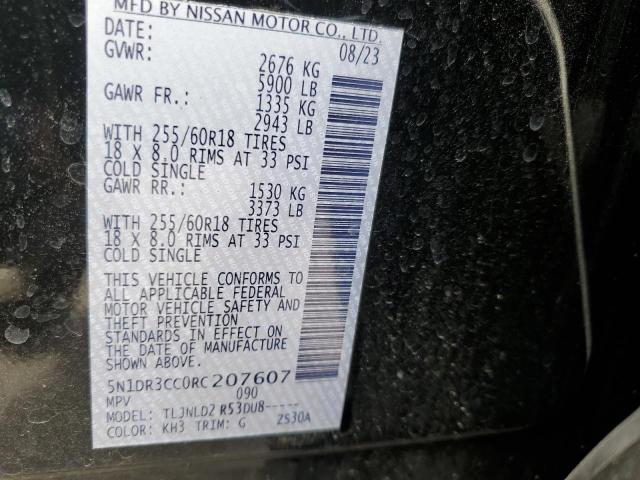 MFD BY NISSAN MOTOR CO., LTD.
DATE: 08/23
GVWR: 2676 KG
5900 LB
GAWR FR.: 1335 KG
2943 LB
WITH 255/60R18 TIRES
18 X 8.0 RIMS AT 33 PSI
COLD SINGLE
GAWR RR.: 1530 KG
3373 LB
WITH 255/60R18 TIRES
18 X 8.0 RIMS AT 33 PSI
COLD SINGLE
THIS VEHICLE CONFORMS TO
ALL APPLICABLE FEDERAL
MOTOR VEHICLE SAFETY AND
THEFT PREVENTION
STANDARDS IN EFFECT ON
THE DATE OF MANUFACTURE
SHOWN ABOVE.
5N1DR3CC0RC207607
MPV 090
MODEL: TLJNLD2 R53DU8-----
COLOR: KH3 TRIM: G ZS30A